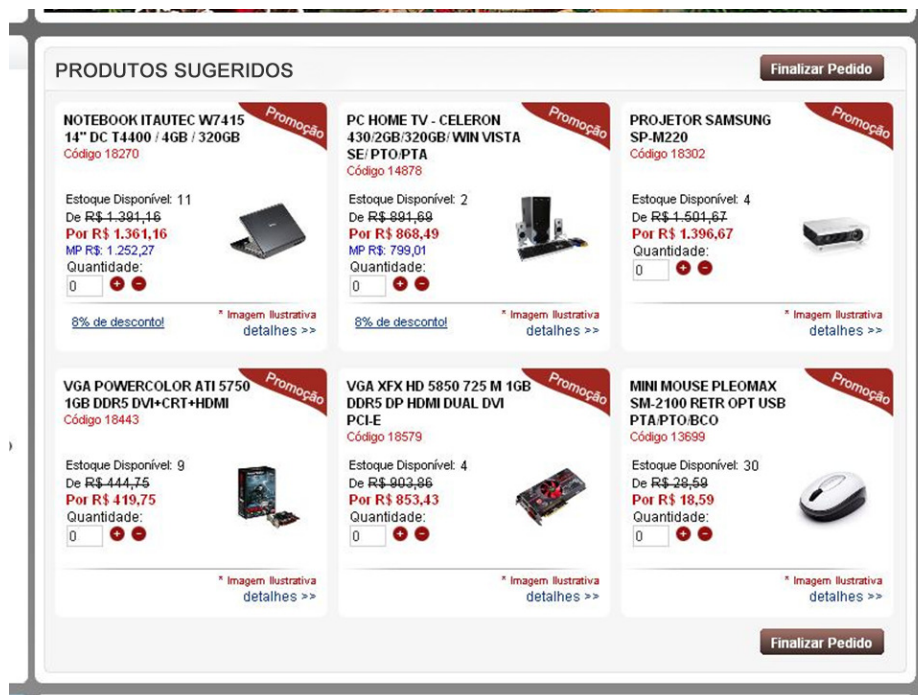 PRODUTOS SUGERIDOS
Finalizar Pedido
NOTEBOOK ITAUTEC W7415
14" DC T4400 / 4GB / 320GB
Código 18270
Promoção
Estoque Disponível: 11
De R$ 1.391,16
Por R$ 1.361,16
MP R$: 1.252,27
Quantidade:
0
8% de desconto!
* Imagem Ilustrativa
detalhes >>
PC HOME TV - CELERON
430/2GB/320GB/ WIN VISTA
SE/ PTO/PTA
Código 14878
Promoção
Estoque Disponível: 2
De R$ 891,69
Por R$ 868,49
MP R$: 799,01
Quantidade:
0
8% de desconto!
* Imagem Ilustrativa
detalhes >>
PROJETOR SAMSUNG
SP-M220
Código 18302
Promoção
Estoque Disponível: 4
De R$ 1.501,67
Por R$ 1.396,67
Quantidade:
0
* Imagem Ilustrativa
detalhes >>
VGA POWERCOLOR ATI 5750
1GB DDR5 DVI+CRT+HDMI
Código 18443
Promoção
Estoque Disponível: 9
De R$ 444,75
Por R$ 419,75
Quantidade:
0
* Imagem Ilustrativa
detalhes >>
VGA XFX HD 5850 725 M 1GB
DDR5 DP HDMI DUAL DVI
PCI-E
Código 18579
Promoção
Estoque Disponível: 4
De R$ 903,86
Por R$ 853,43
Quantidade:
0
* Imagem Ilustrativa
detalhes >>
MINI MOUSE PLEOMAX
SM-2100 RETR OPT USB
PTA/PTO/BCO
Código 13699
Promoção
Estoque Disponível: 30
De R$ 28,59
Por R$ 18,59
Quantidade:
0
* Imagem Ilustrativa
detalhes >>
Finalizar Pedido